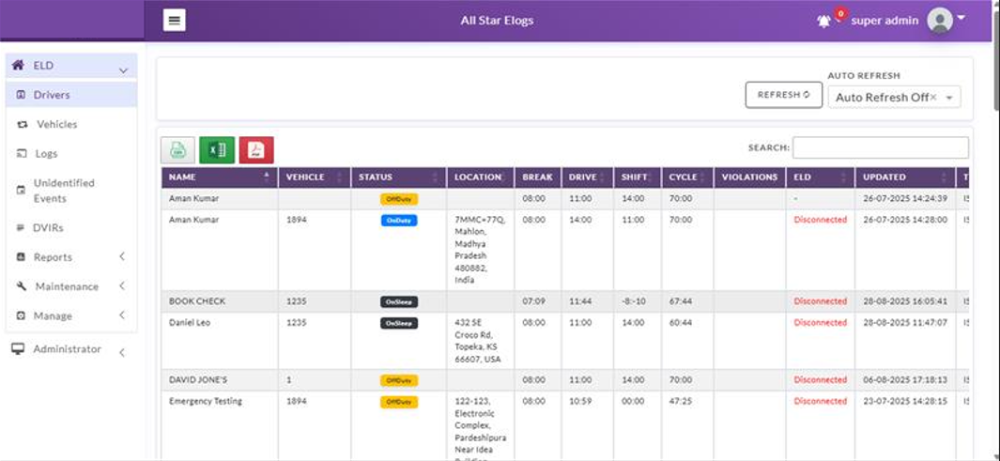 All Star Elogs
0
super admin
ELD
Drivers
Vehicles
Logs
Unidentified
Events
DVIRs
Reports
Maintenance
Manage
Administrator
AUTO REFRESH
REFRESH
Auto Refresh Off×
SEARCH:
NAME VEHICLE STATUS LOCATION BREAK DRIVE SHIFT CYCLE VIOLATIONS ELD UPDATED T
Aman Kumar OffDuty 08:00 11:00 14:00 70:00 - 26-07-2025 14:24:39
Aman Kumar 1894 OnDuty 7MMC+77Q, 08:00 14:00 11:00 70:00 Disconnected 26-07-2025 14:28:00
Mahlon,
Madhya
Pradesh
480882,
India
BOOK CHECK 1235 OnSleep 07:09 11:44 -8:-10 67:44 Disconnected 28-08-2025 16:05:41
Daniel Leo 1235 OnSleep 432 SE 08:00 11:00 14:00 60:44 Disconnected 28-08-2025 11:47:07
Croco Rd,
Topeka, KS
66607, USA
DAVID JONE'S 1 OffDuty 08:00 11:00 14:00 70:00 Disconnected 06-08-2025 17:18:13
Emergency Testing 1894 OffDuty 122-123, 08:00 10:59 00:00 47:25 Disconnected 23-07-2025 14:28:15
Electronic
Complex,
Pardeshipura
Near Idea